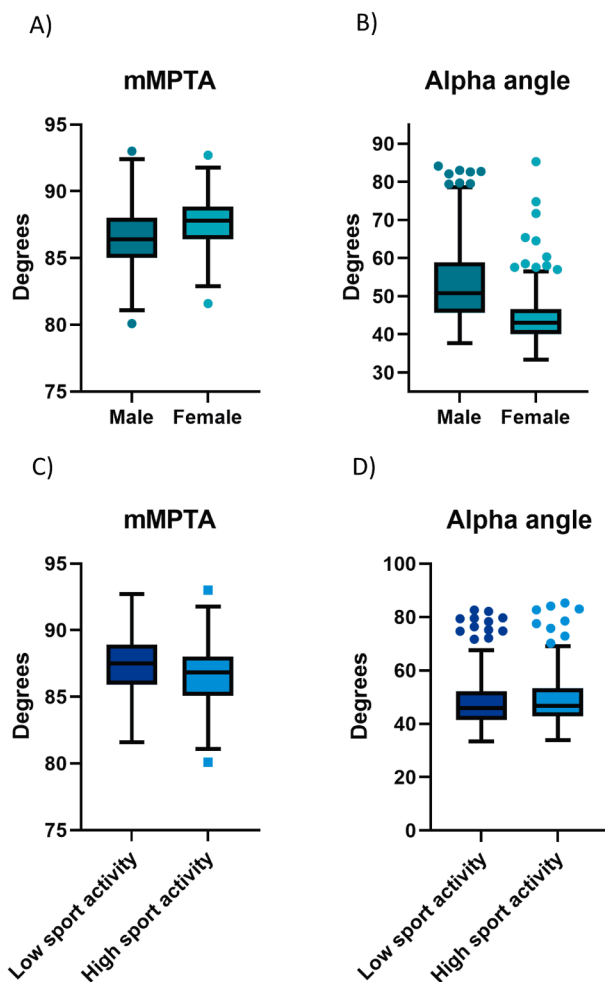 A)
mMPTA
Degrees
95
90
85
80
75
Male Female
B)
Alpha angle
Degrees
90
80
70
60
50
40
30
Male Female
C)
mMPTA
Degrees
95
90
85
80
75
Low sport activity
High sport activity
D)
Alpha angle
Degrees
100
80
60
40
20
0
Low sport activity
High sport activity